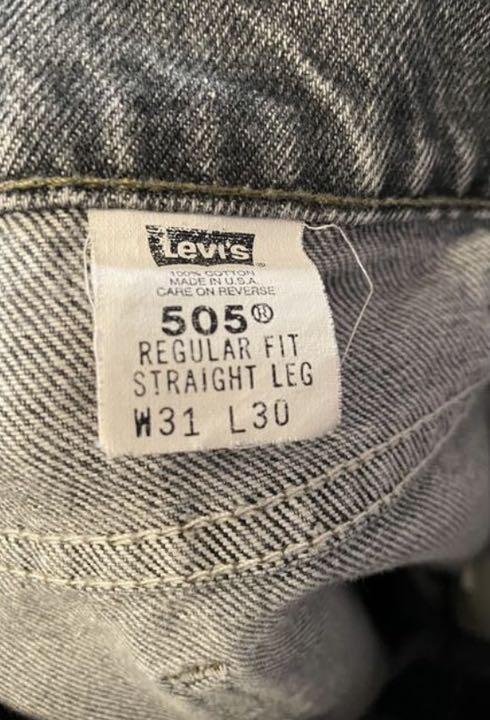 Levi's
100% COTTON
MADE IN U.S.A.
CARE ON REVERSE
505®
REGULAR FIT
STRAIGHT LEG
W31 L30